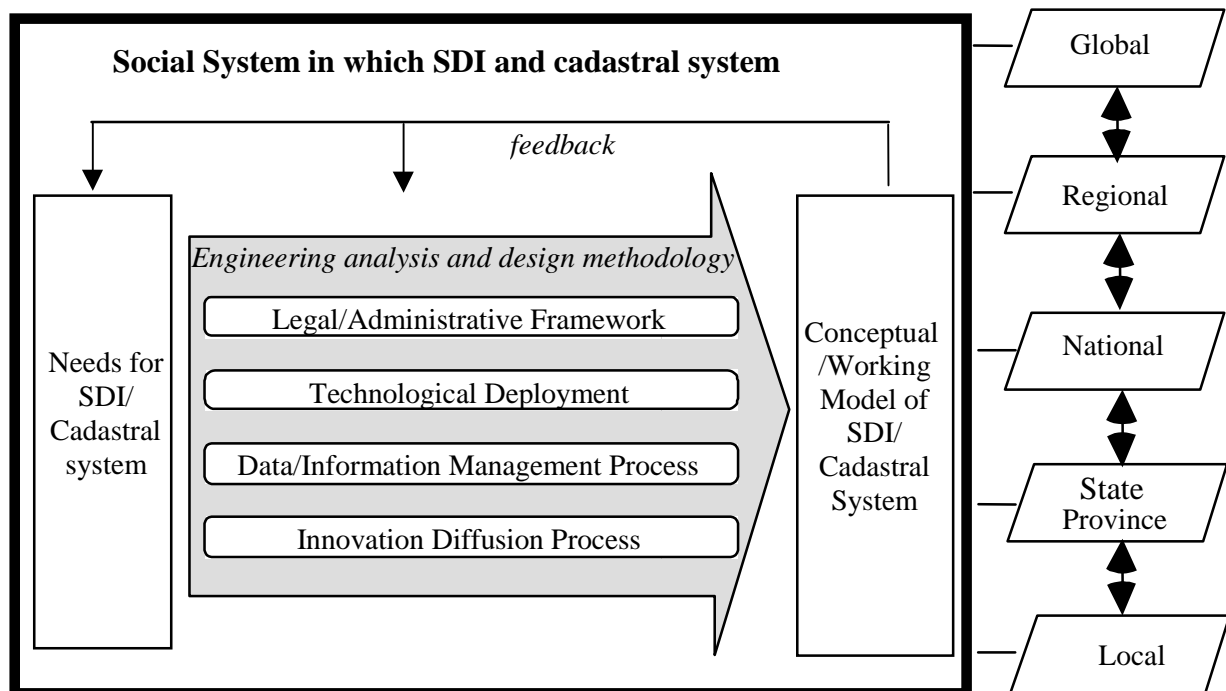 Social System in which SDI and cadastral system
feedback
Needs for
SDI/
Cadastral
system
Engineering analysis and design methodology
Legal/Administrative Framework
Technological Deployment
Data/Information Management Process
Innovation Diffusion Process
Conceptual
/Working
Model of
SDI/
Cadastral
System
Global
Regional
National
State
Province
Local